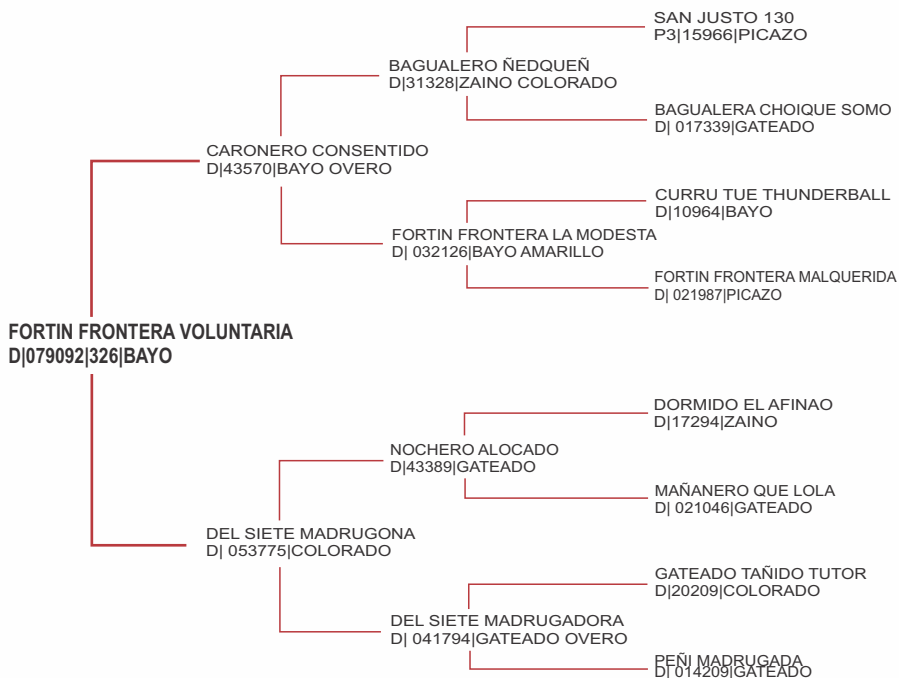 SAN JUSTO 130
P3|15966|PICAZO
BAGUALERO ÑEDQUEÑ
D|31328|ZAINO COLORADO
BAGUALERA CHOIQUE SOMO
D| 017339|GATEADO
CARONERO CONSENTIDO
D|43570|BAYO OVERO
CURRU TUE THUNDERBALL
D|10964|BAYO
FORTIN FRONTERA LA MODESTA
D| 032126|BAYO AMARILLO
FORTIN FRONTERA MALQUERIDA
D| 021987|PICAZO
FORTIN FRONTERA VOLUNTARIA
D|079092|326|BAYO
DORMIDO EL AFINAO
D|17294|ZAINO
NOCHERO ALOCADO
D|43389|GATEADO
MAÑANERO QUE LOLA
D| 021046|GATEADO
DEL SIETE MADRUGONA
D| 053775|COLORADO
GATEADO TAÑIDO TUTOR
D|20209|COLORADO
DEL SIETE MADRUGADORA
D| 041794|GATEADO OVERO
PEÑI MADRUGADA
D| 014209|GATEADO